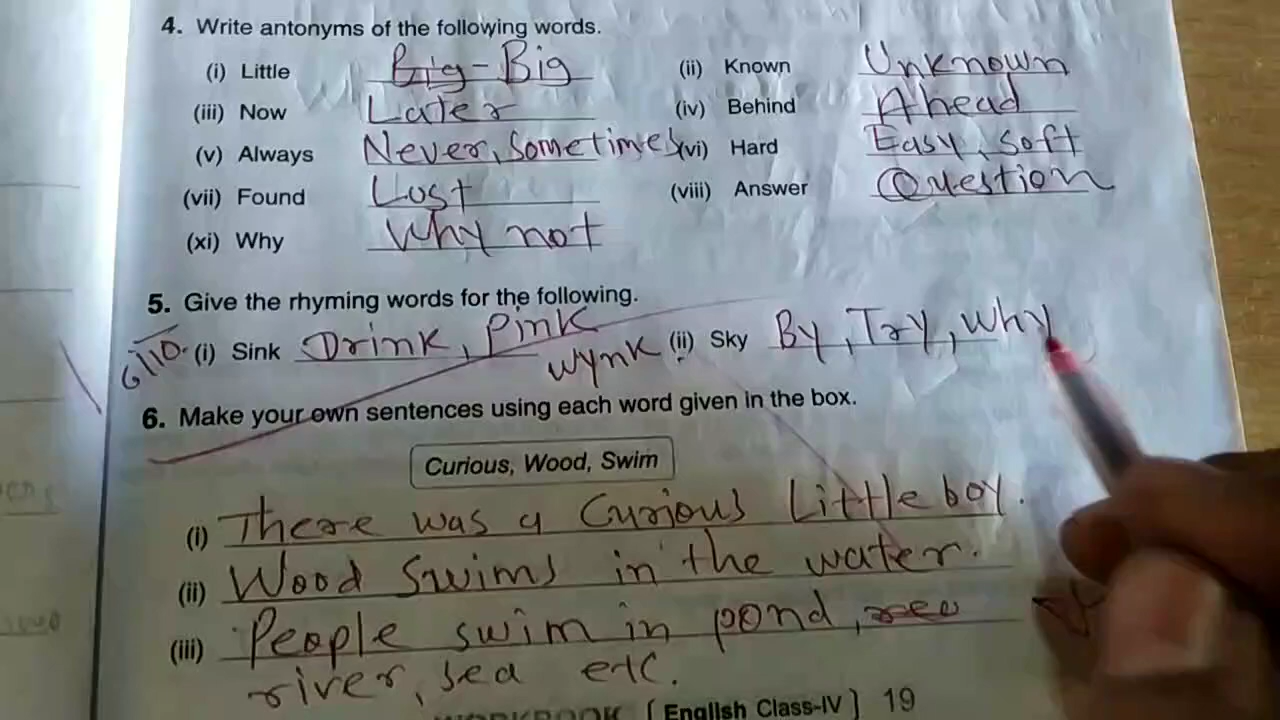 4. Write antonyms of the following words.
(i) Little Big - Big (ii) Known Unknown
(iii) Now Later (iv) Behind Ahead
(v) Always Never, Sometimes (vi) Hard Easy, soft
(vii) Found Lost (viii) Answer Question
(xi) Why Why not
5. Give the rhyming words for the following.
(i) Sink Drink, Pink (ii) Sky By, Try, Why
wynk
6. Make your own sentences using each word given in the box.
Curious, Wood, Swim
(i) There was a Curious Little boy.
(ii) Wood Swims in the water.
(iii) People swim in pond,
river, sea etc.
WORKBOOK [ English Class-IV ] 19